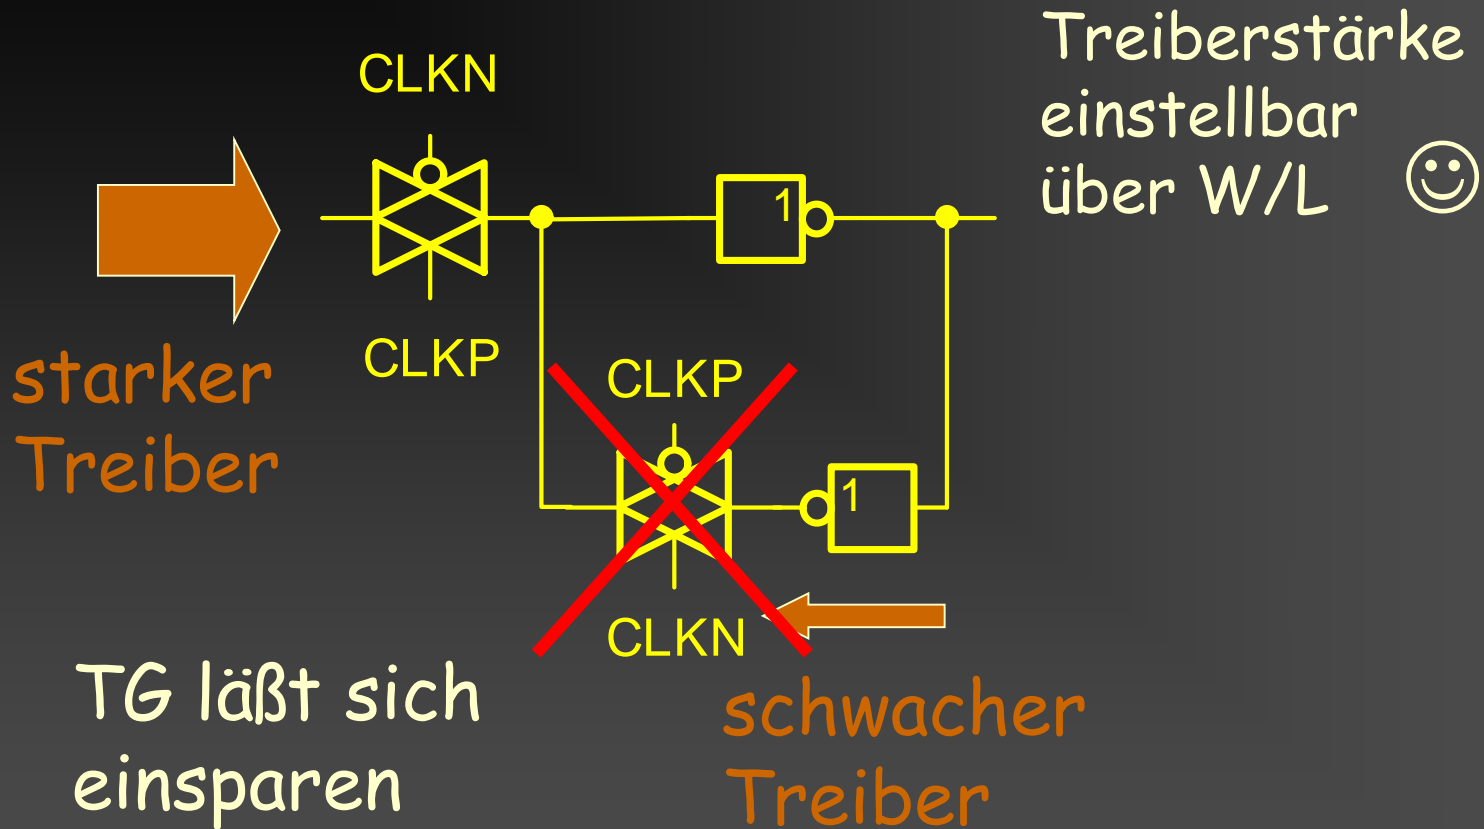 CLKN
Treiberstärke
einstellbar
über W/L
1
CLKP
starker
Treiber
CLKP
1
CLKN
TG läßt sich
einsparen
schwacher
Treiber